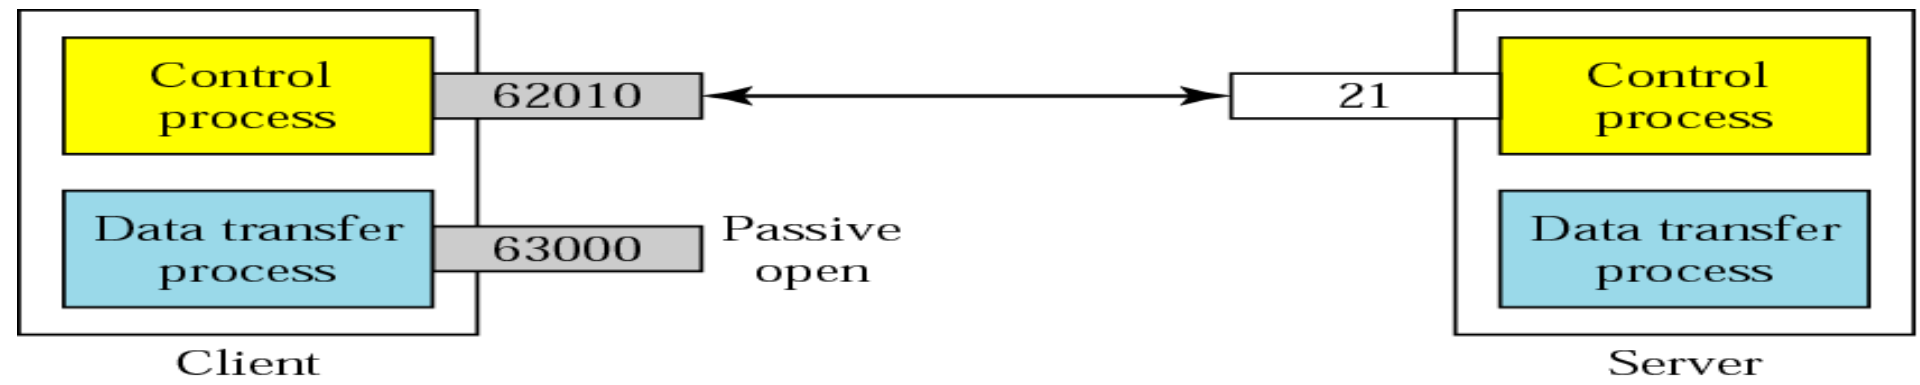 Control
process
62010
21
Control
process
Data transfer
process
63000
Passive
open
Data transfer
process
Client
Server